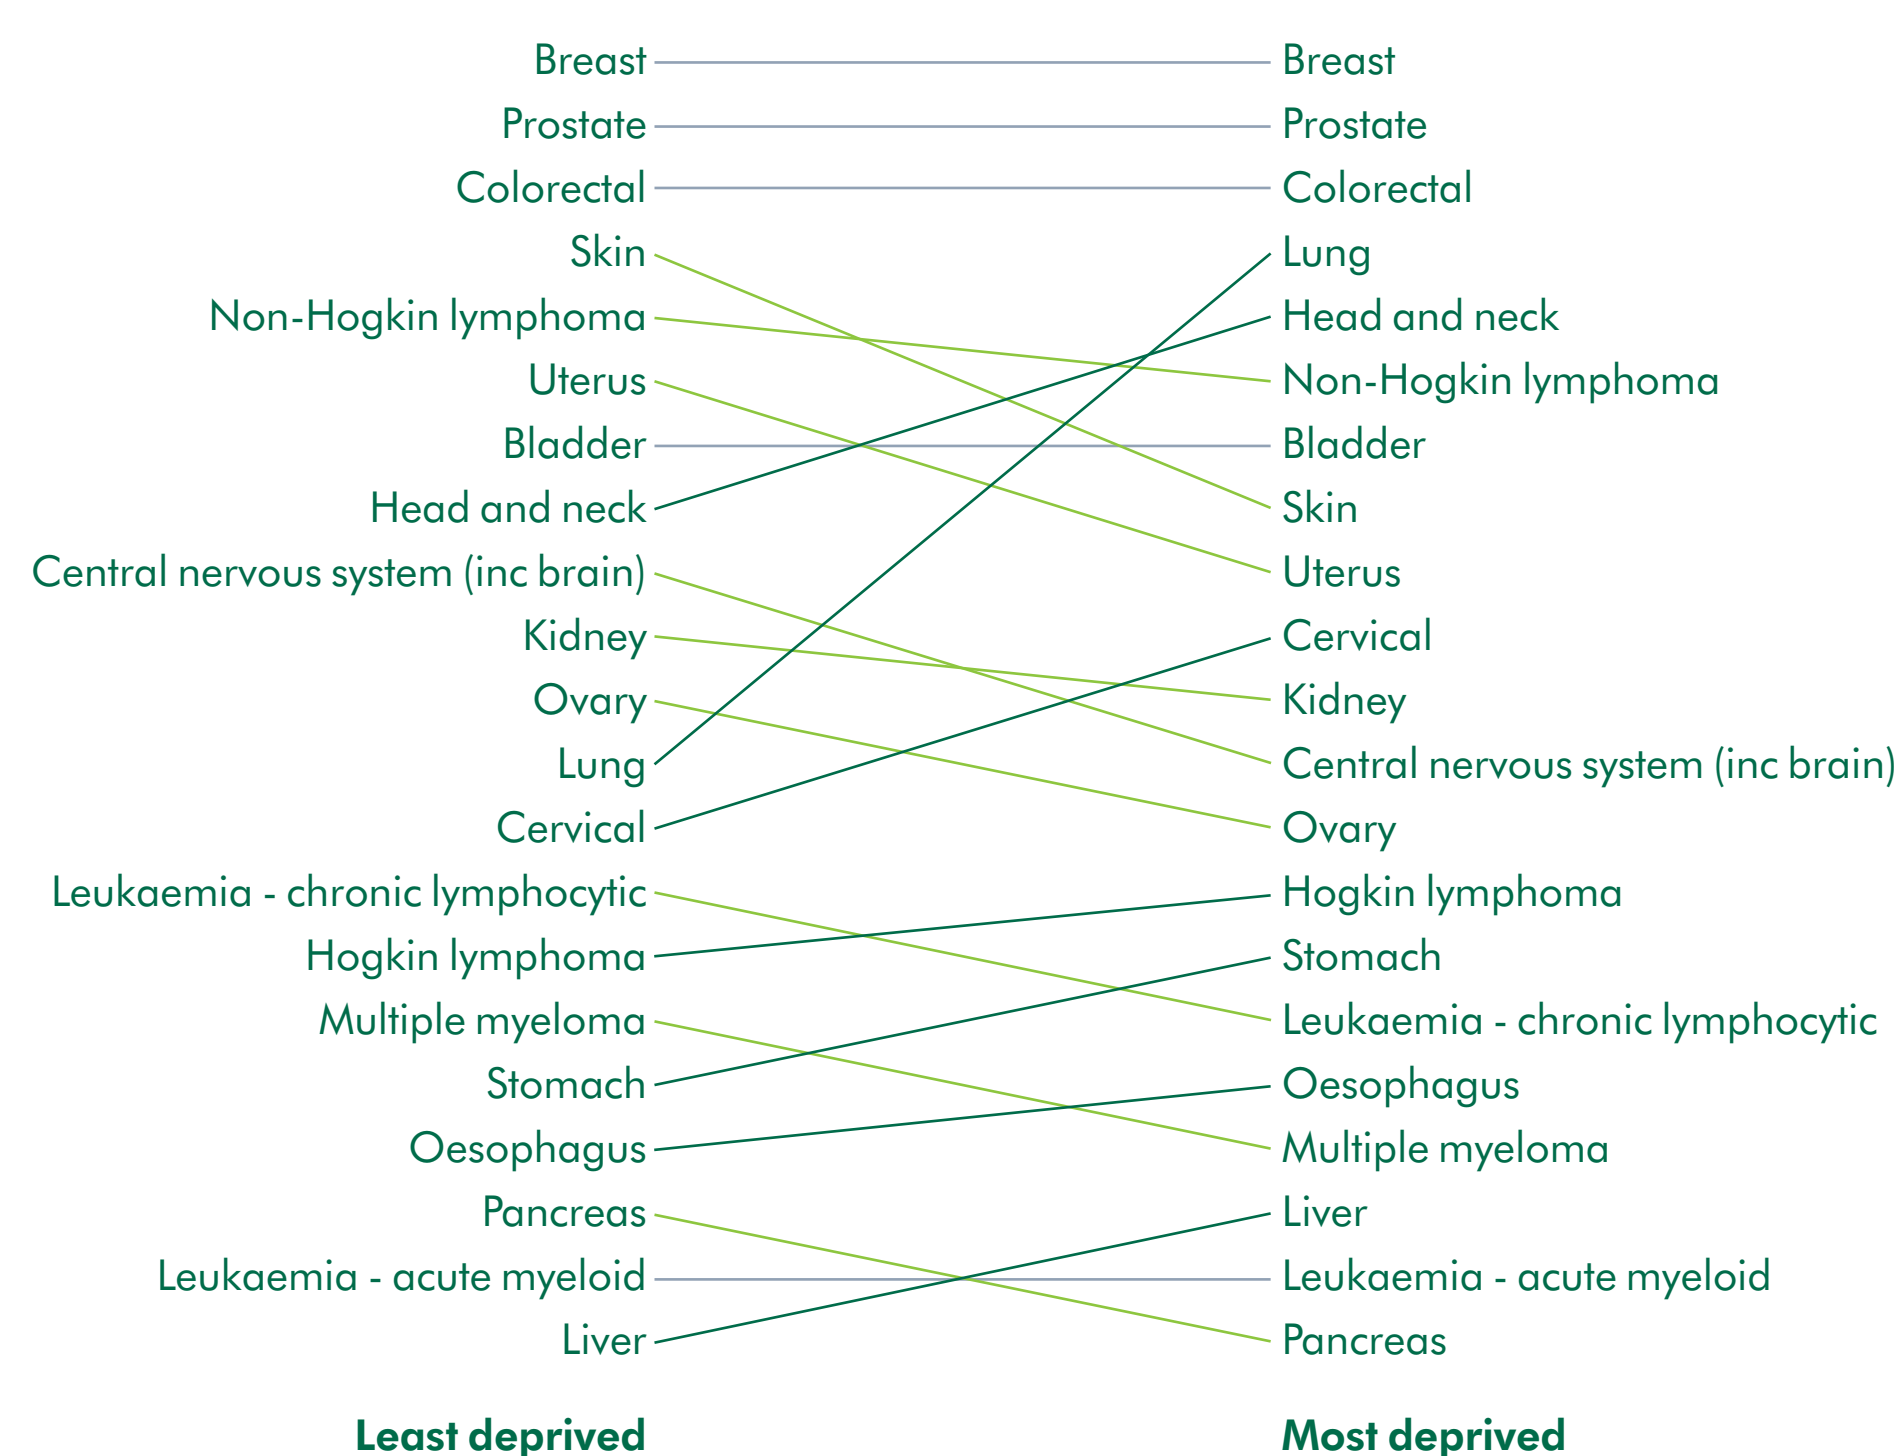 Breast Breast
Prostate Prostate
Colorectal Colorectal
Skin Lung
Non-Hogkin lymphoma Head and neck
Uterus Non-Hogkin lymphoma
Bladder Bladder
Head and neck Skin
Central nervous system (inc brain) Uterus
Kidney Cervical
Ovary Kidney
Lung Central nervous system (inc brain)
Cervical Ovary
Leukaemia - chronic lymphocytic Hogkin lymphoma
Hogkin lymphoma Stomach
Multiple myeloma Leukaemia - chronic lymphocytic
Stomach Oesophagus
Oesophagus Multiple myeloma
Pancreas Liver
Leukaemia - acute myeloid Leukaemia - acute myeloid
Liver Pancreas
Least deprived Most deprived